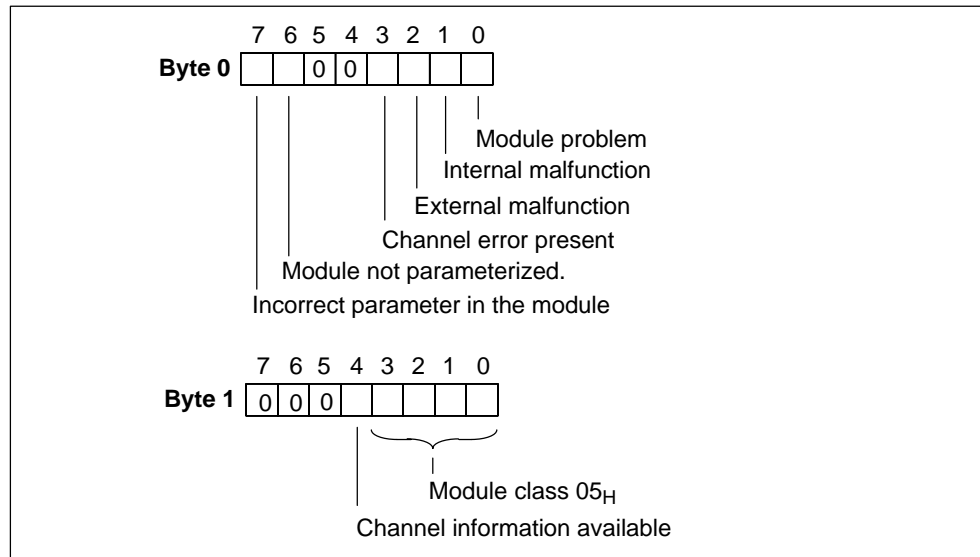 7 6 5 4 3 2 1 0
Byte 0 0 0
Module problem
Internal malfunction
External malfunction
Channel error present
Module not parameterized.
Incorrect parameter in the module
7 6 5 4 3 2 1 0
Byte 1 0 0 0
Module class 05H
Channel information available